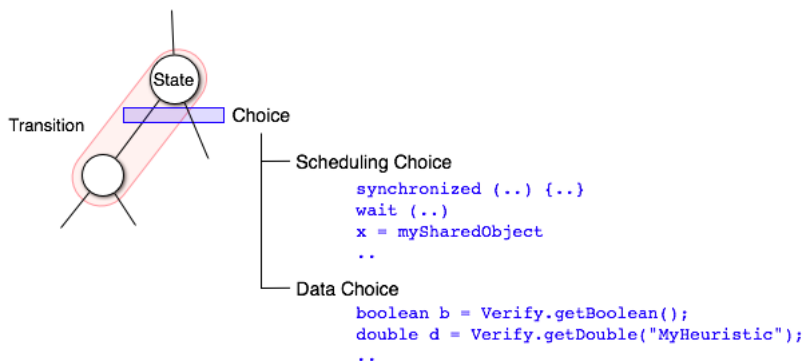 State
Transition
Choice
Scheduling Choice
synchronized (..) {..}
wait (..)
x = mySharedObject
..
Data Choice
boolean b = Verify.getBoolean();
double d = Verify.getDouble("MyHeuristic");
..